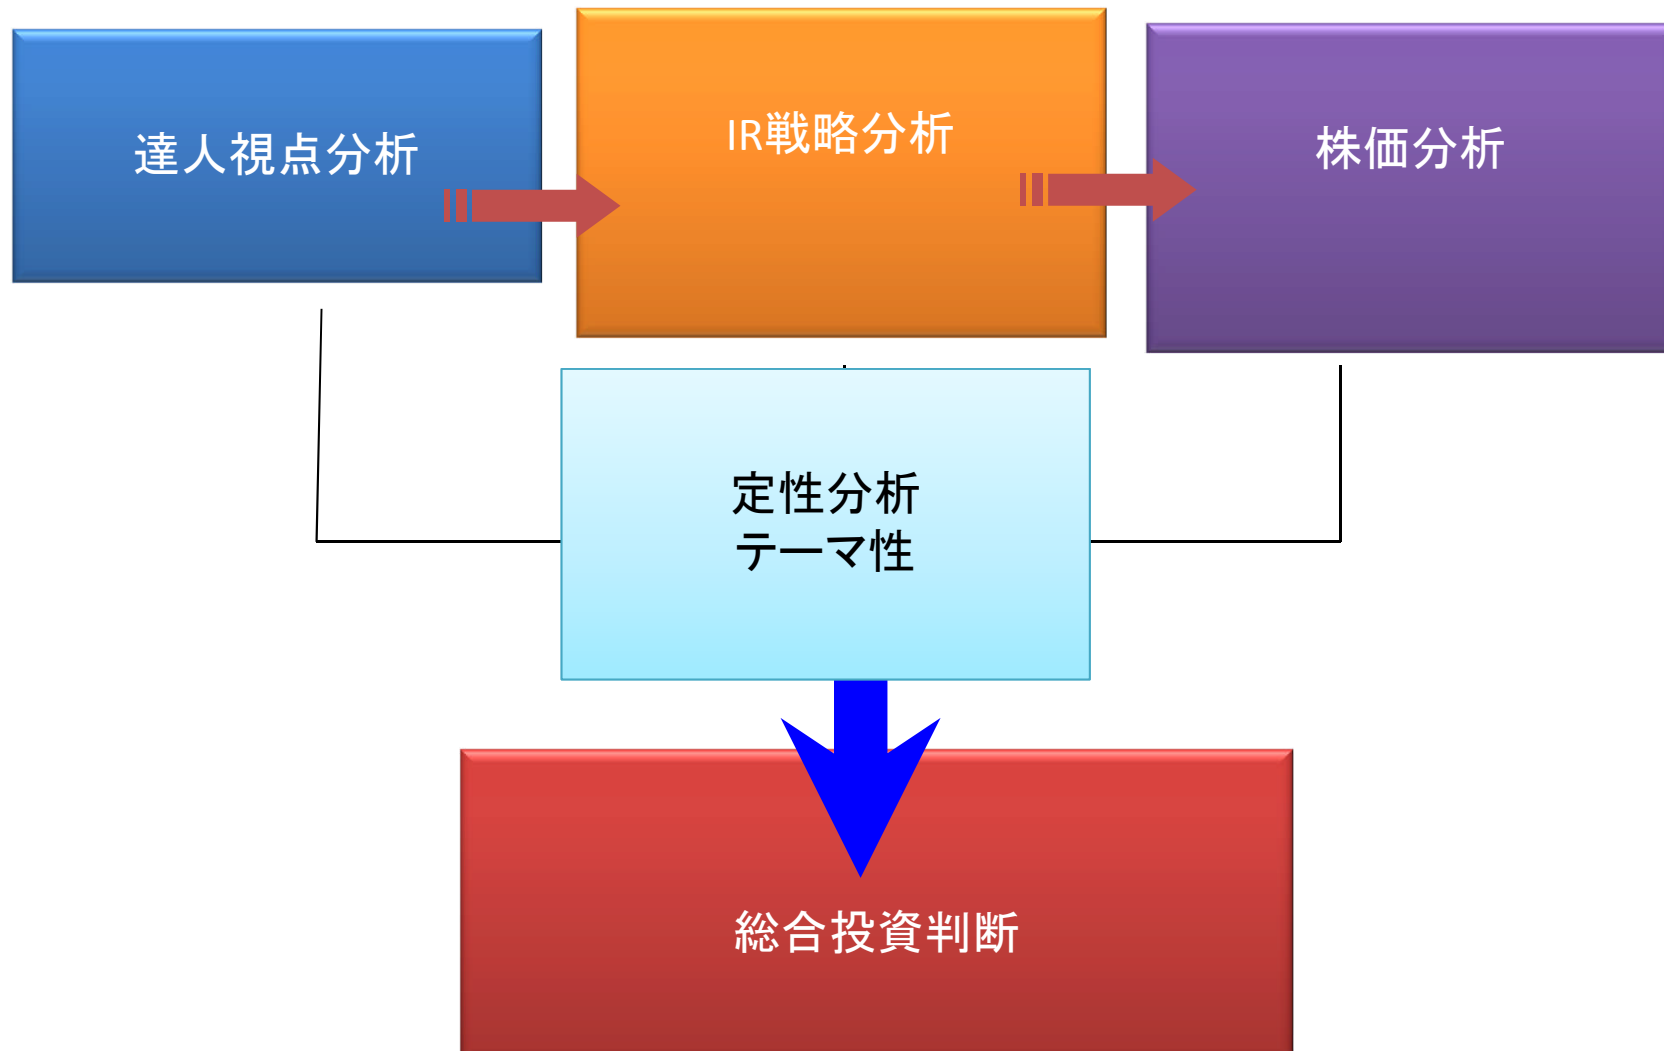 達人視点分析
IR戦略分析
株価分析
定性分析
テーマ性
総合投資判断